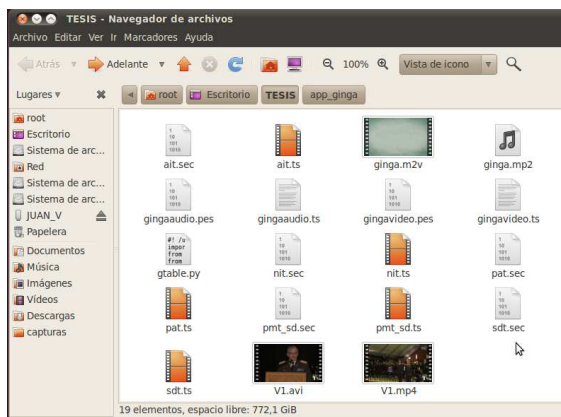 TESIS - Navegador de archivos
Archivo Editar Ver Ir Marcadores Ayuda
Atrás Adelante 100% Vista de icono
Lugares root Escritorio TESIS app_ginga
root
Escritorio
Sistema de arc...
Red
Sistema de arc...
Sistema de arc...
JUAN_V
Papelera
Documentos
Música
Imágenes
Vídeos
Descargas
capturas
ait.sec ait.ts ginga.m2v ginga.mp2
gingaaudio.pes gingaaudio.ts gingavideo.pes gingavideo.ts
gtable.py nit.sec nit.ts pat.sec
pat.ts pmt_sd.sec pmt_sd.ts sdt.sec
sdt.ts V1.avi V1.mp4
19 elementos, espacio libre: 772,1 GiB